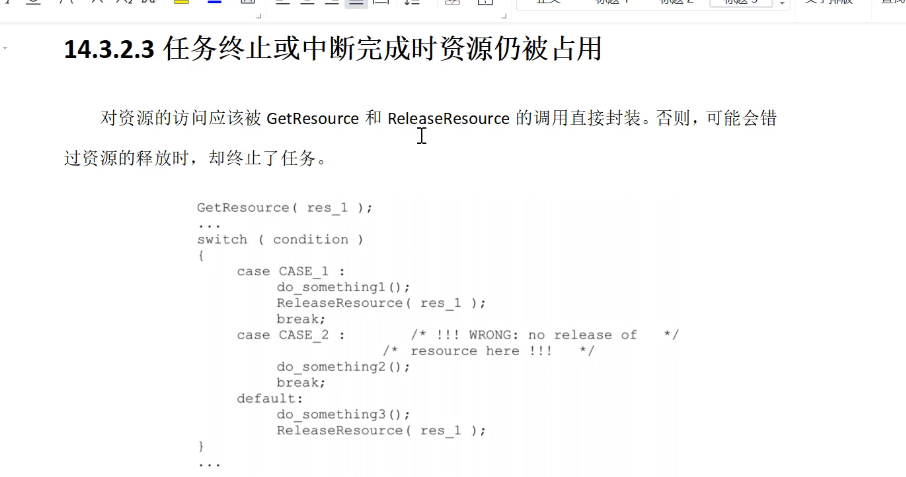 14.3.2.3 任务终止或中断完成时资源仍被占用
对资源的访问应该被 GetResource 和 ReleaseResource 的调用直接封装。否则，可能会错
过资源的释放时，却终止了任务。
GetResource( res_1 );
...
switch ( condition )
{
case CASE_1 :
do_something1();
ReleaseResource( res_1 );
break;
case CASE_2 : /* !!! WRONG: no release of */
/* resource here !!! */
do_something2();
break;
default:
do_something3();
ReleaseResource( res_1 );
}
...